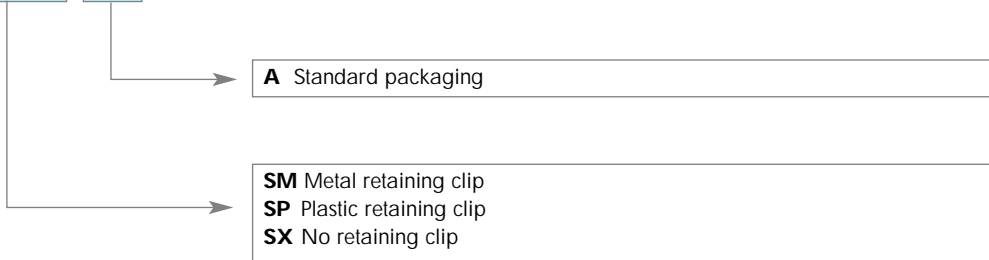 A Standard packaging
SM Metal retaining clip
SP Plastic retaining clip
SX No retaining clip